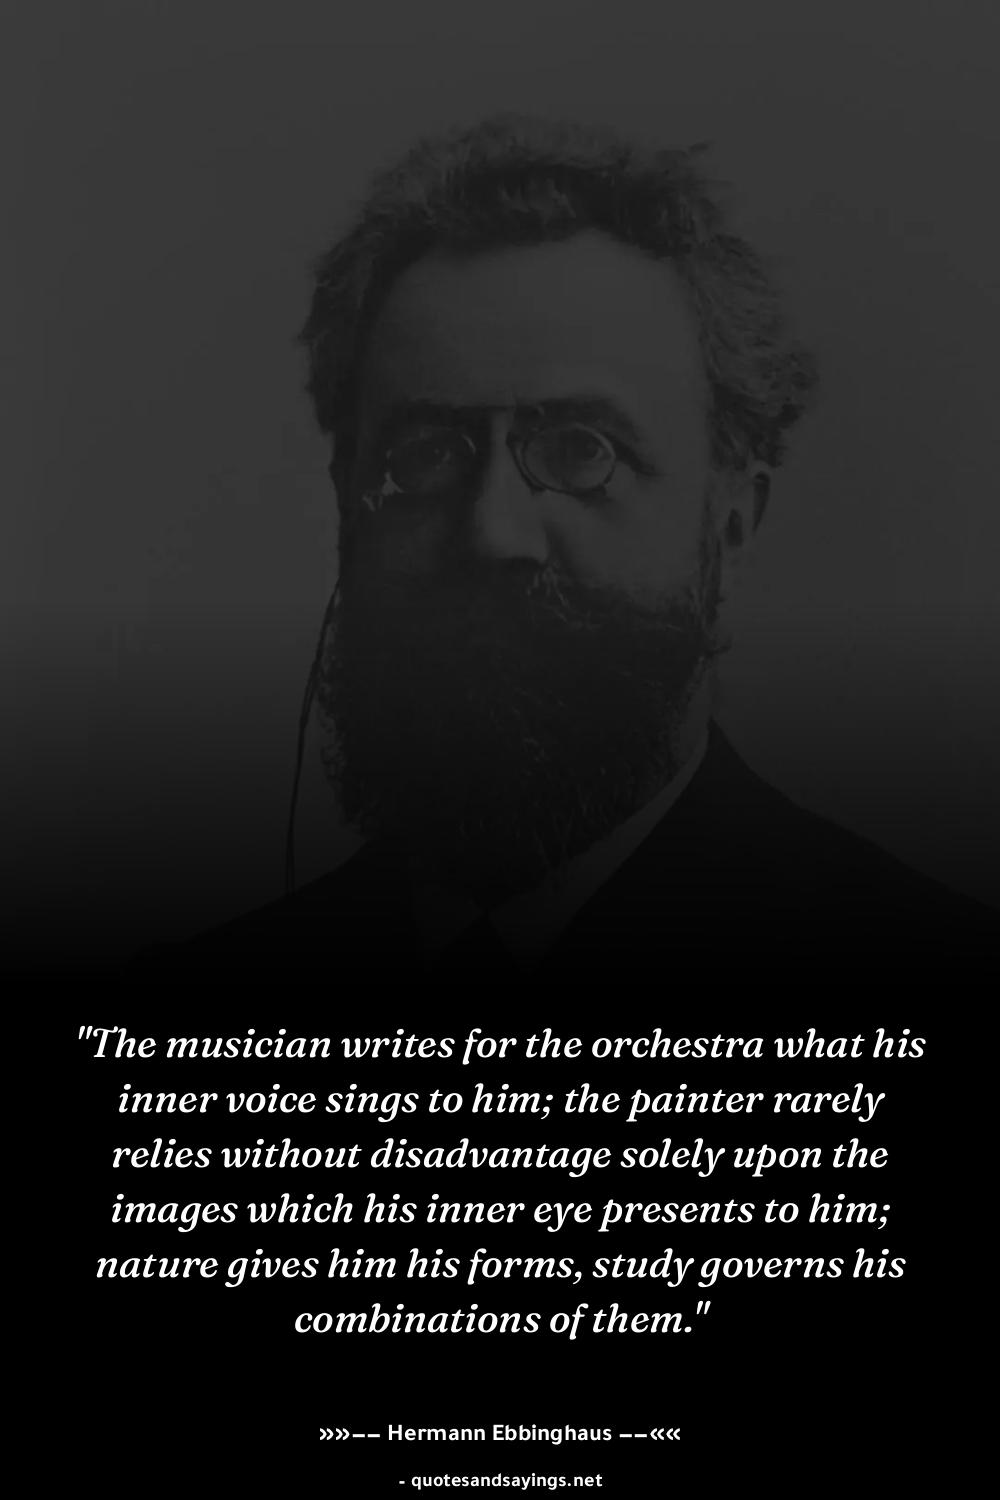 "The musician writes for the orchestra what his
inner voice sings to him; the painter rarely
relies without disadvantage solely upon the
images which his inner eye presents to him;
nature gives him his forms, study governs his
combinations of them."
»»–– Hermann Ebbinghaus ––««
- quotesandsayings.net